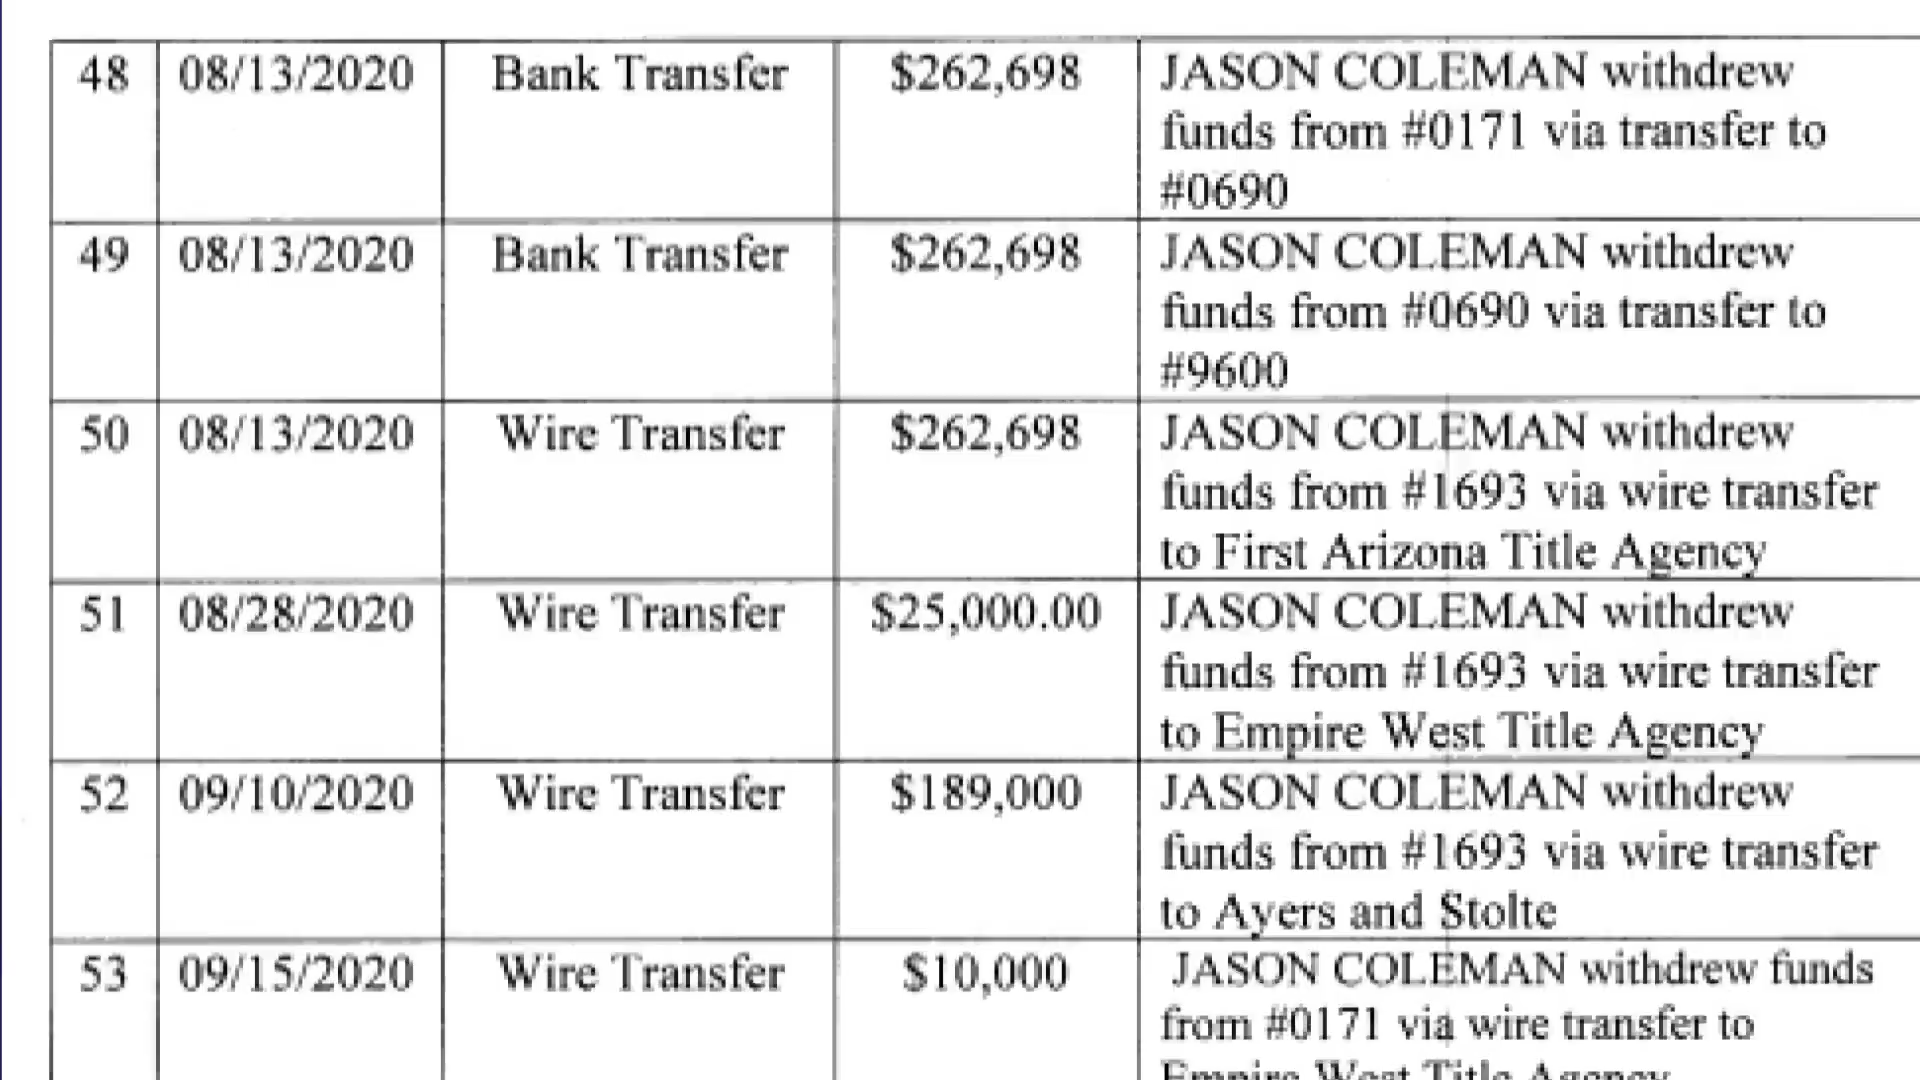 48 08/13/2020 Bank Transfer $262,698 JASON COLEMAN withdrew
funds from #0171 via transfer to
#0690
49 08/13/2020 Bank Transfer $262,698 JASON COLEMAN withdrew
funds from #0690 via transfer to
#9600
50 08/13/2020 Wire Transfer $262,698 JASON COLEMAN withdrew
funds from #1693 via wire transfer
to First Arizona Title Agency
51 08/28/2020 Wire Transfer $25,000.00 JASON COLEMAN withdrew
funds from #1693 via wire transfer
to Empire West Title Agency
52 09/10/2020 Wire Transfer $189,000 JASON COLEMAN withdrew
funds from #1693 via wire transfer
to Ayers and Stolte
53 09/15/2020 Wire Transfer $10,000 JASON COLEMAN withdrew funds
from #0171 via wire transfer to
Empire West Title Agency